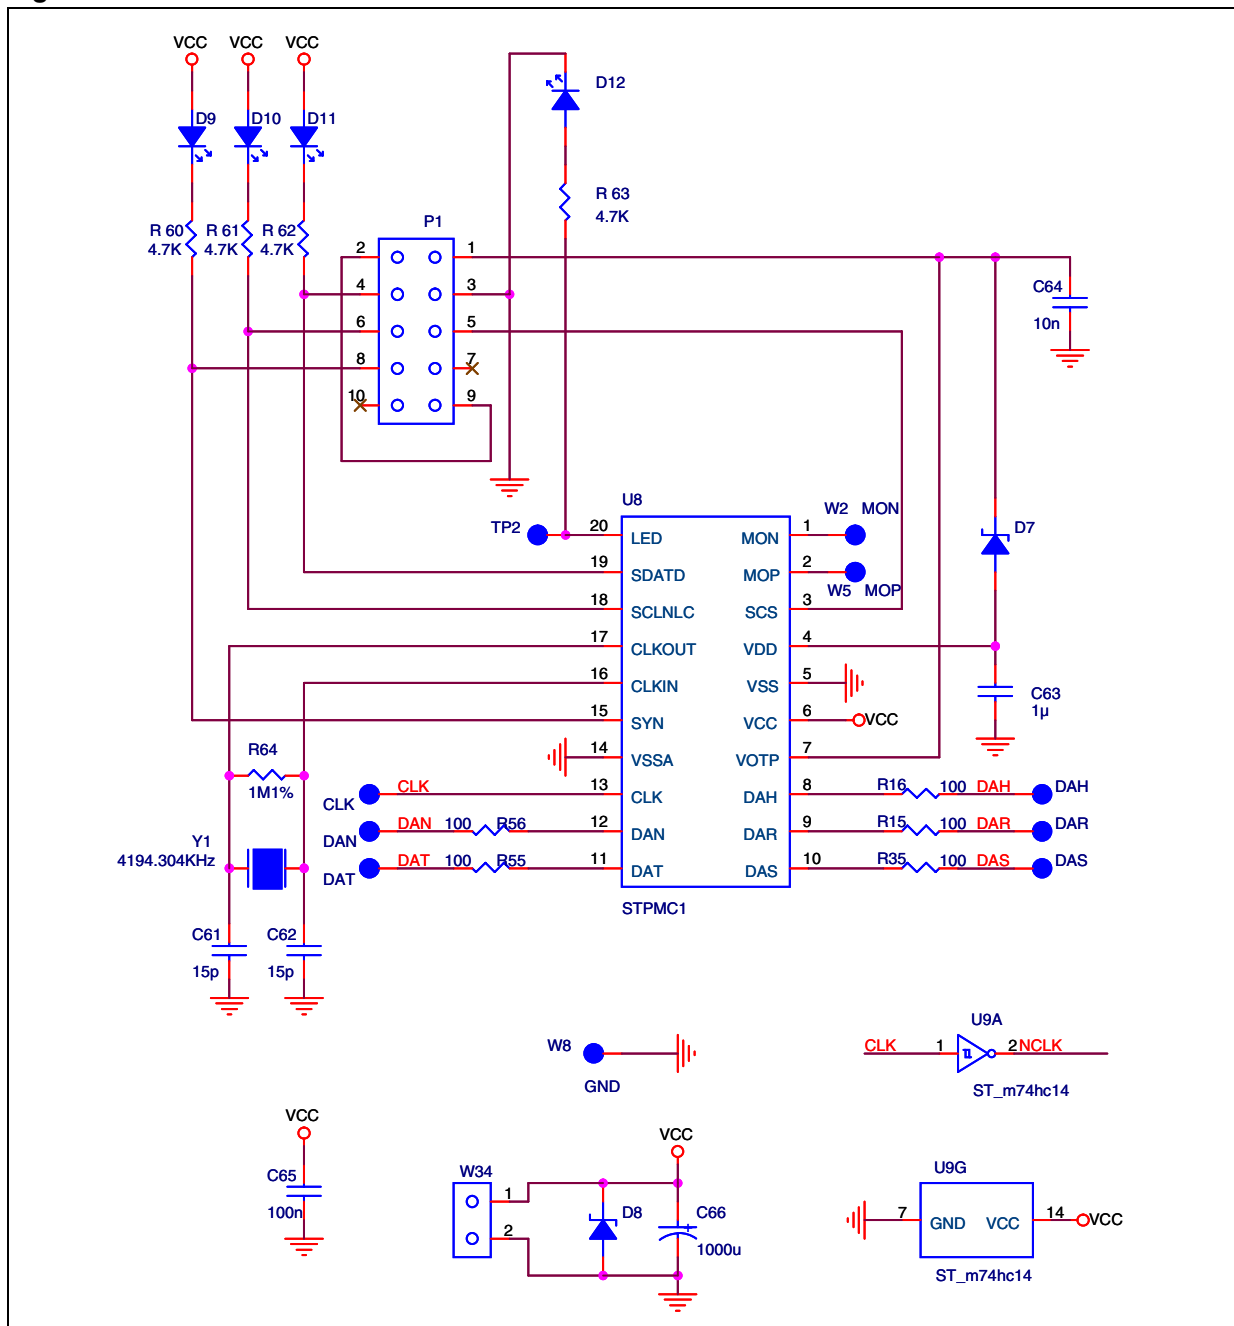 VCC VCC VCC
D9 D10 D11 D12
R 60 R 61 R 62 R 63
4.7K 4.7K 4.7K 4.7K
P1
2 1
4 3
6 5
8 7
10 9
C64
10n
U8
TP2 20 LED MON 1 W2 MON
19 SDATD MOP 2 W5 MOP
18 SCLNLC SCS 3
17 CLKOUT VDD 4
16 CLKIN VSS 5
15 SYN VCC 6 VCC
14 VSSA VOTP 7
CLK CLK 13 CLK DAH 8 R16 100 DAH DAH
DAN DAN 100 R56 12 DAN DAR 9 R15 100 DAR DAR
DAT DAT 100 R55 11 DAT DAS 10 R35 100 DAS DAS
STPMC1
D7
C63
1µ
R64
1M1%
Y1
4194.304KHz
C61 C62
15p 15p
W8
GND
U9A
CLK 1 2 NCLK
ST_m74hc14
VCC
C65
100n
W34
1
2
VCC
D8
C66
+
1000u
U9G
7 GND VCC 14 VCC
ST_m74hc14